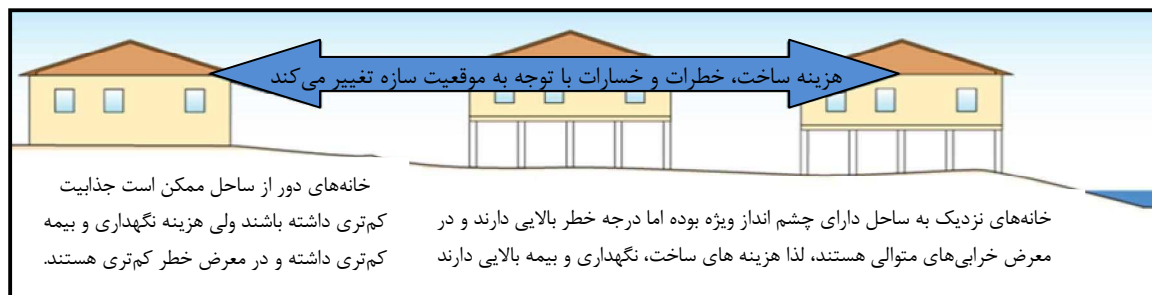 هزینه ساخت، خطرات و خسارات با توجه به موقعیت سازه تغییر می‌کند
خانه‌های نزدیک به ساحل دارای چشم انداز ویژه بوده اما درجه خطر بالایی دارند و در
معرض خرابی‌های متوالی هستند، لذا هزینه های ساخت، نگهداری و بیمه بالایی دارند
خانه‌های دور از ساحل ممکن است جذابیت
کم‌تری داشته باشند ولی هزینه نگهداری و بیمه
کم‌تری داشته و در معرض خطر کم‌تری هستند.